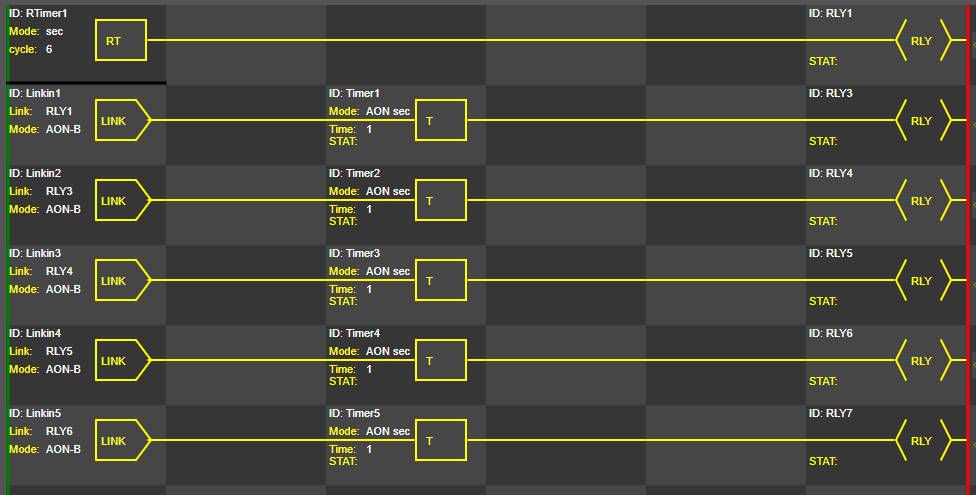 ID: RTimer1 ID: RLY1
Mode: sec
RT RLY
cycle: 6
STAT:
ID: Linkin1 ID: Timer1 ID: RLY3
Link: RLY1 Mode: AON sec
LINK T RLY
Mode: AON-B Time: 1
STAT: STAT:
ID: Linkin2 ID: Timer2 ID: RLY4
Link: RLY3 Mode: AON sec
LINK T RLY
Mode: AON-B Time: 1
STAT: STAT:
ID: Linkin3 ID: Timer3 ID: RLY5
Link: RLY4 Mode: AON sec
LINK T RLY
Mode: AON-B Time: 1
STAT: STAT:
ID: Linkin4 ID: Timer4 ID: RLY6
Link: RLY5 Mode: AON sec
LINK T RLY
Mode: AON-B Time: 1
STAT: STAT:
ID: Linkin5 ID: Timer5 ID: RLY7
Link: RLY6 Mode: AON sec
LINK T RLY
Mode: AON-B Time: 1
STAT: STAT: